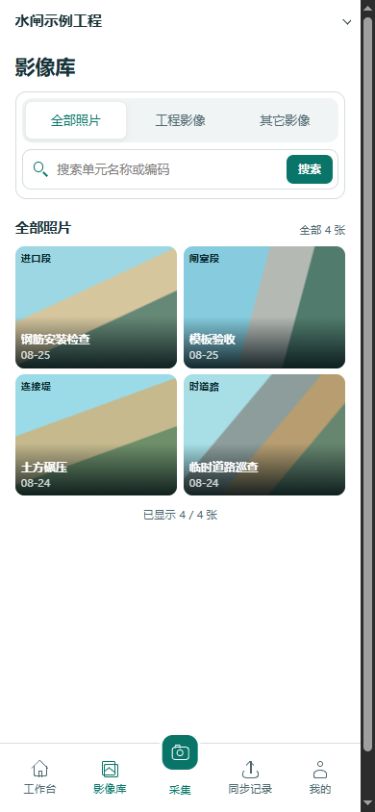 水闸示例工程
影像库
全部照片 工程影像 其它影像
搜索单元名称或编码 搜索
全部照片 全部 4 张
进口段
钢筋安装检查
08-25
闸室段
模板验收
08-25
连接堤
土方碾压
08-24
时道路
临时道路巡查
08-24
已显示 4 / 4 张
工作台 影像库 采集 同步记录 我的